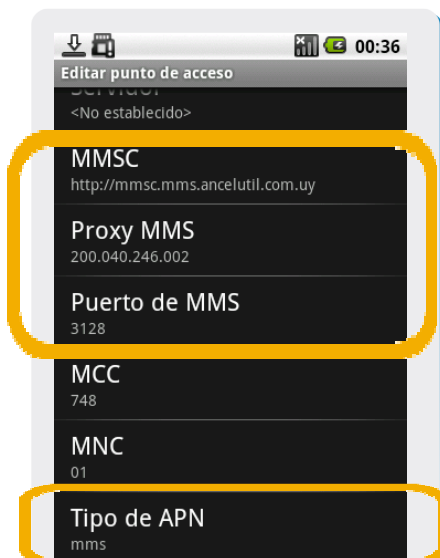 00:36
Editar punto de acceso
Servidor
<No establecido>
MMSC
http://mmsc.mms.ancelutil.com.uy
Proxy MMS
200.040.246.002
Puerto de MMS
3128
MCC
748
MNC
01
Tipo de APN
mms